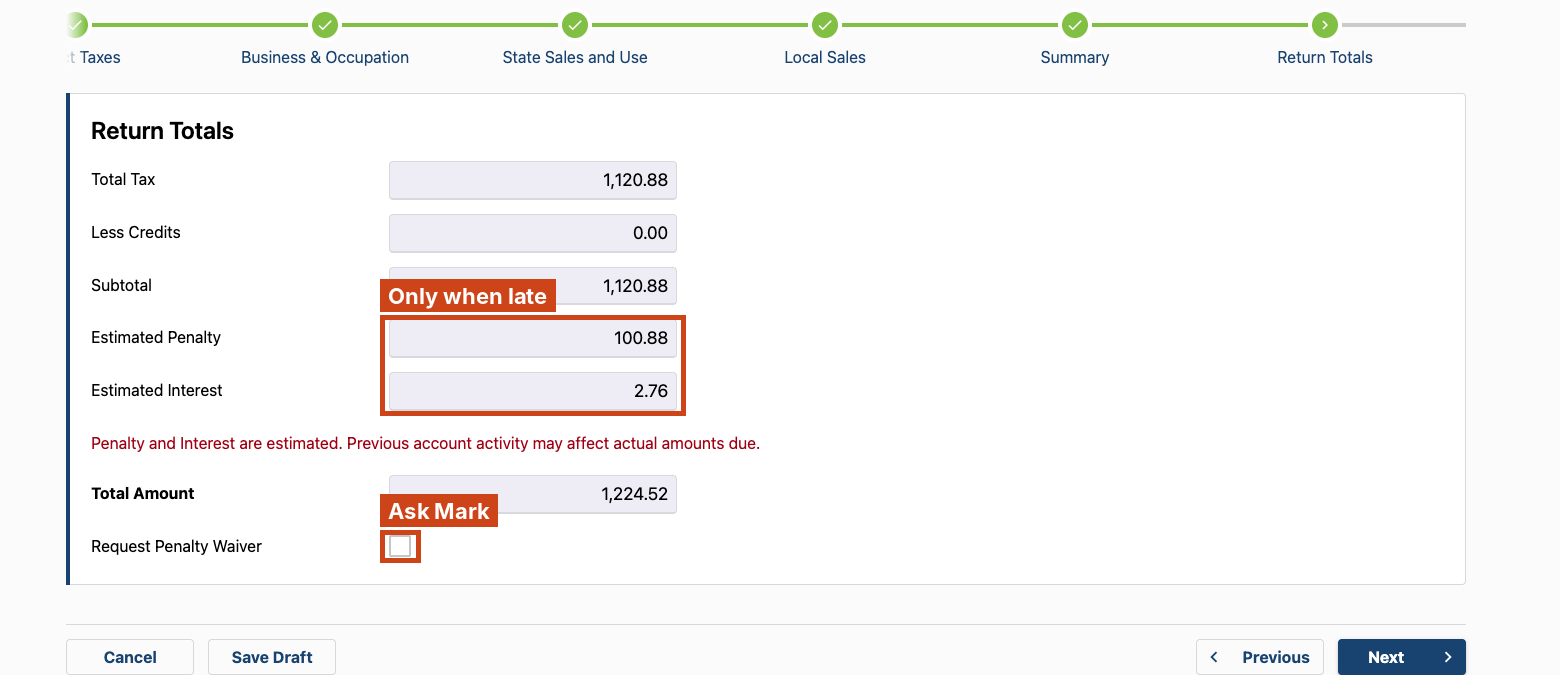 t Taxes
Business & Occupation
State Sales and Use
Local Sales
Summary
Return Totals
Return Totals
Total Tax 1,120.88
Less Credits 0.00
Subtotal 1,120.88
Only when late
Estimated Penalty 100.88
Estimated Interest 2.76
Penalty and Interest are estimated. Previous account activity may affect actual amounts due.
Total Amount 1,224.52
Ask Mark
Request Penalty Waiver
Cancel
Save Draft
Previous
Next